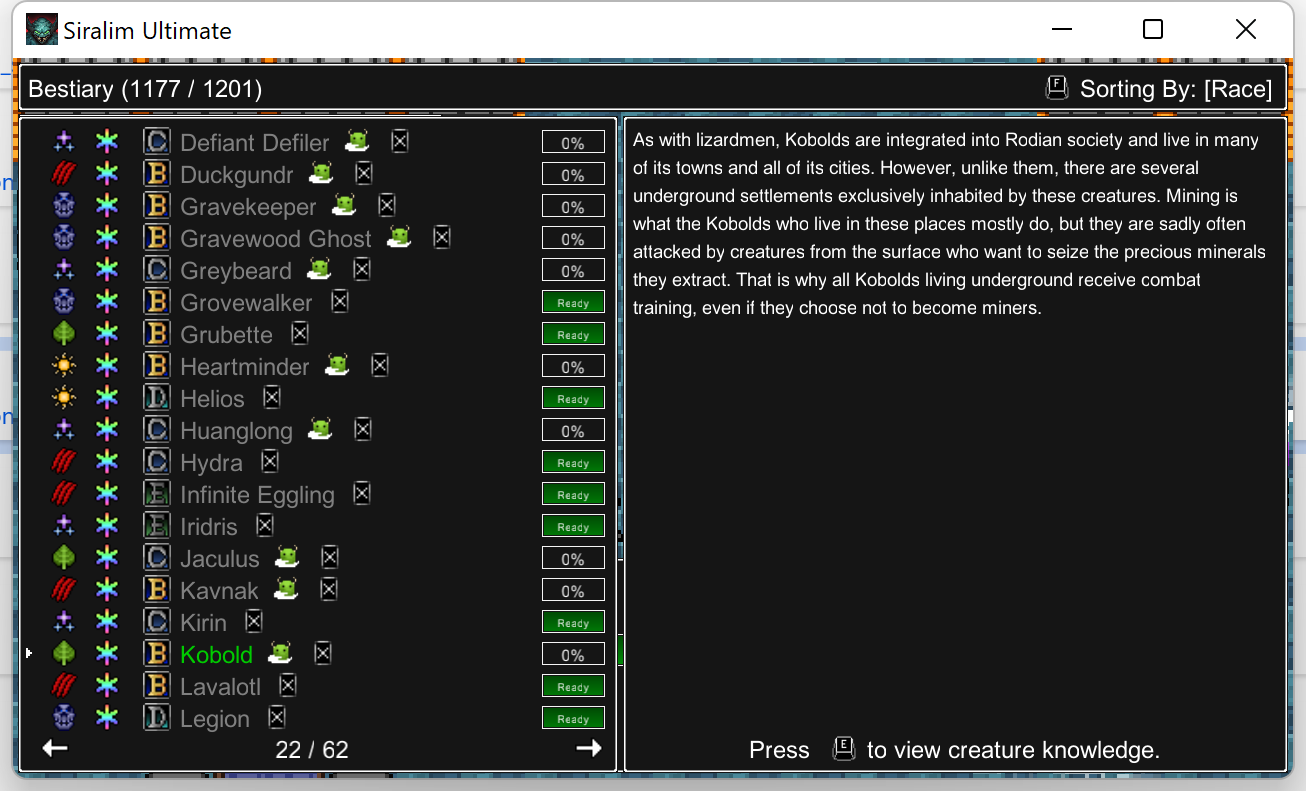 Siralim Ultimate
Bestiary (1177 / 1201)
F Sorting By: [Race]
C Defiant Defiler 0%
B Duckgundr 0%
B Gravekeeper 0%
B Gravewood Ghost 0%
C Greybeard 0%
B Grovewalker Ready
B Grubette Ready
B Heartminder 0%
D Helios Ready
C Huanglong 0%
C Hydra Ready
E Infinite Eggling Ready
E Iridris Ready
C Jaculus 0%
B Kavnak 0%
C Kirin Ready
B Kobold 0%
B Lavalotl Ready
D Legion Ready
22 / 62
As with lizardmen, Kobolds are integrated into Rodian society and live in many
of its towns and all of its cities. However, unlike them, there are several
underground settlements exclusively inhabited by these creatures. Mining is
what the Kobolds who live in these places mostly do, but they are sadly often
attacked by creatures from the surface who want to seize the precious minerals
they extract. That is why all Kobolds living underground receive combat
training, even if they choose not to become miners.
Press E to view creature knowledge.